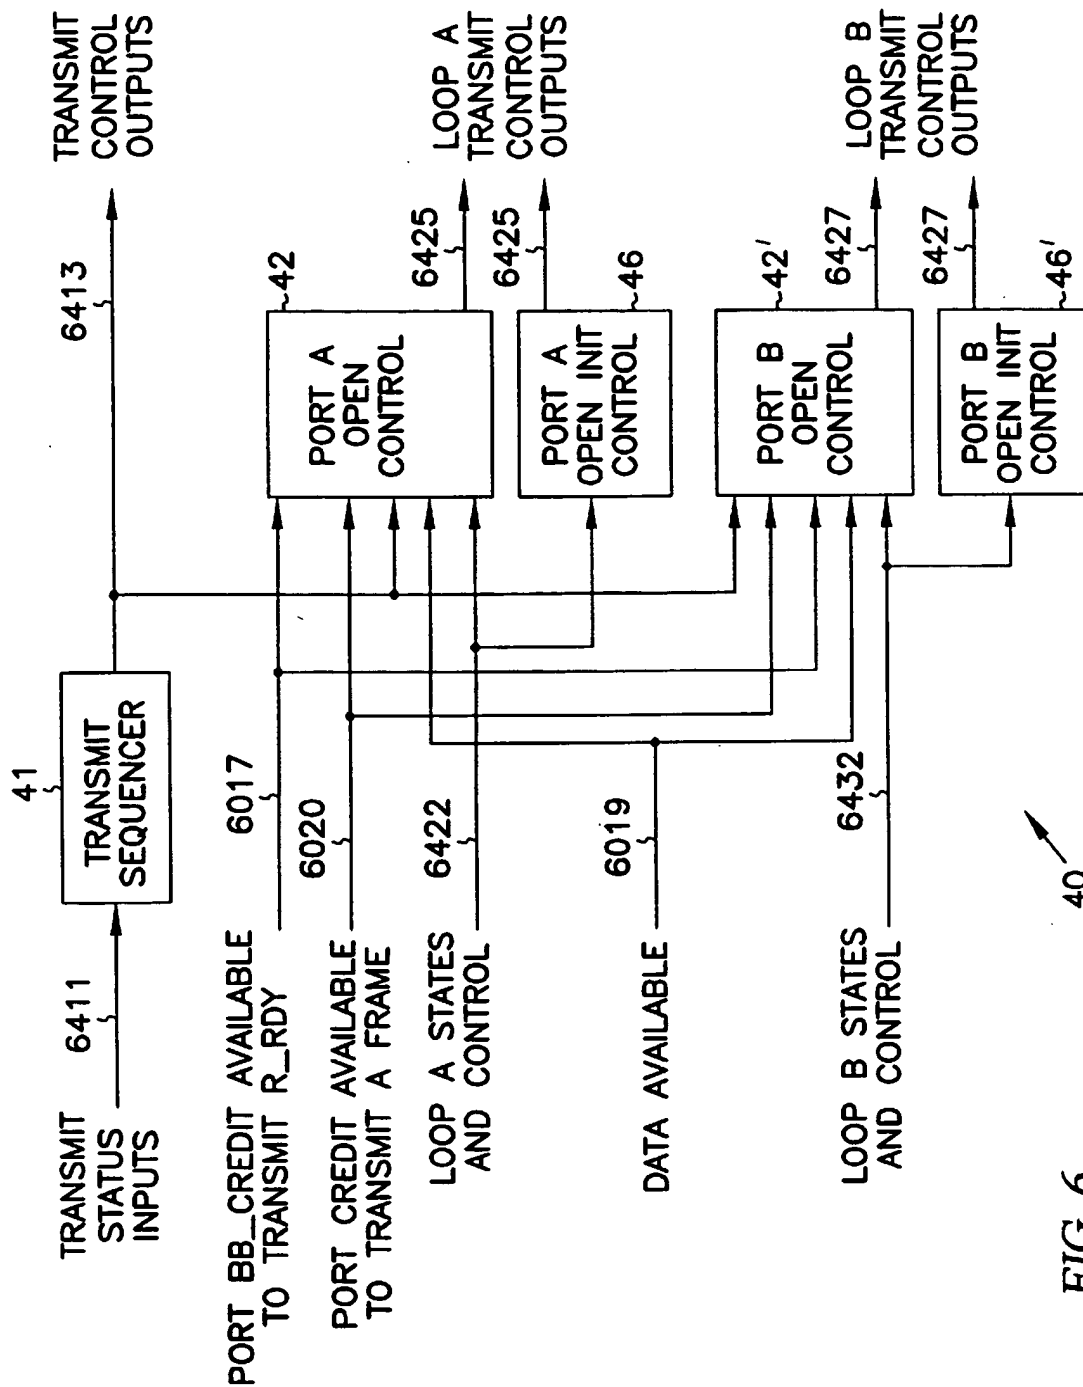 TRANSMIT
STATUS
INPUTS
6411
41
TRANSMIT
SEQUENCER
6413
TRANSMIT
CONTROL
OUTPUTS
PORT BB_CREDIT AVAILABLE
TO TRANSMIT R_RDY
6017
PORT CREDIT AVAILABLE
TO TRANSMIT A FRAME
6020
LOOP A STATES
AND CONTROL
6422
42
PORT A
OPEN
CONTROL
6425
LOOP A
TRANSMIT
CONTROL
OUTPUTS
6425
46
PORT A
OPEN INIT
CONTROL
DATA AVAILABLE
6019
42'
PORT B
OPEN
CONTROL
6427
LOOP B
TRANSMIT
CONTROL
OUTPUTS
6427
46'
PORT B
OPEN INIT
CONTROL
LOOP B STATES
AND CONTROL
6432
40
FIG. 6